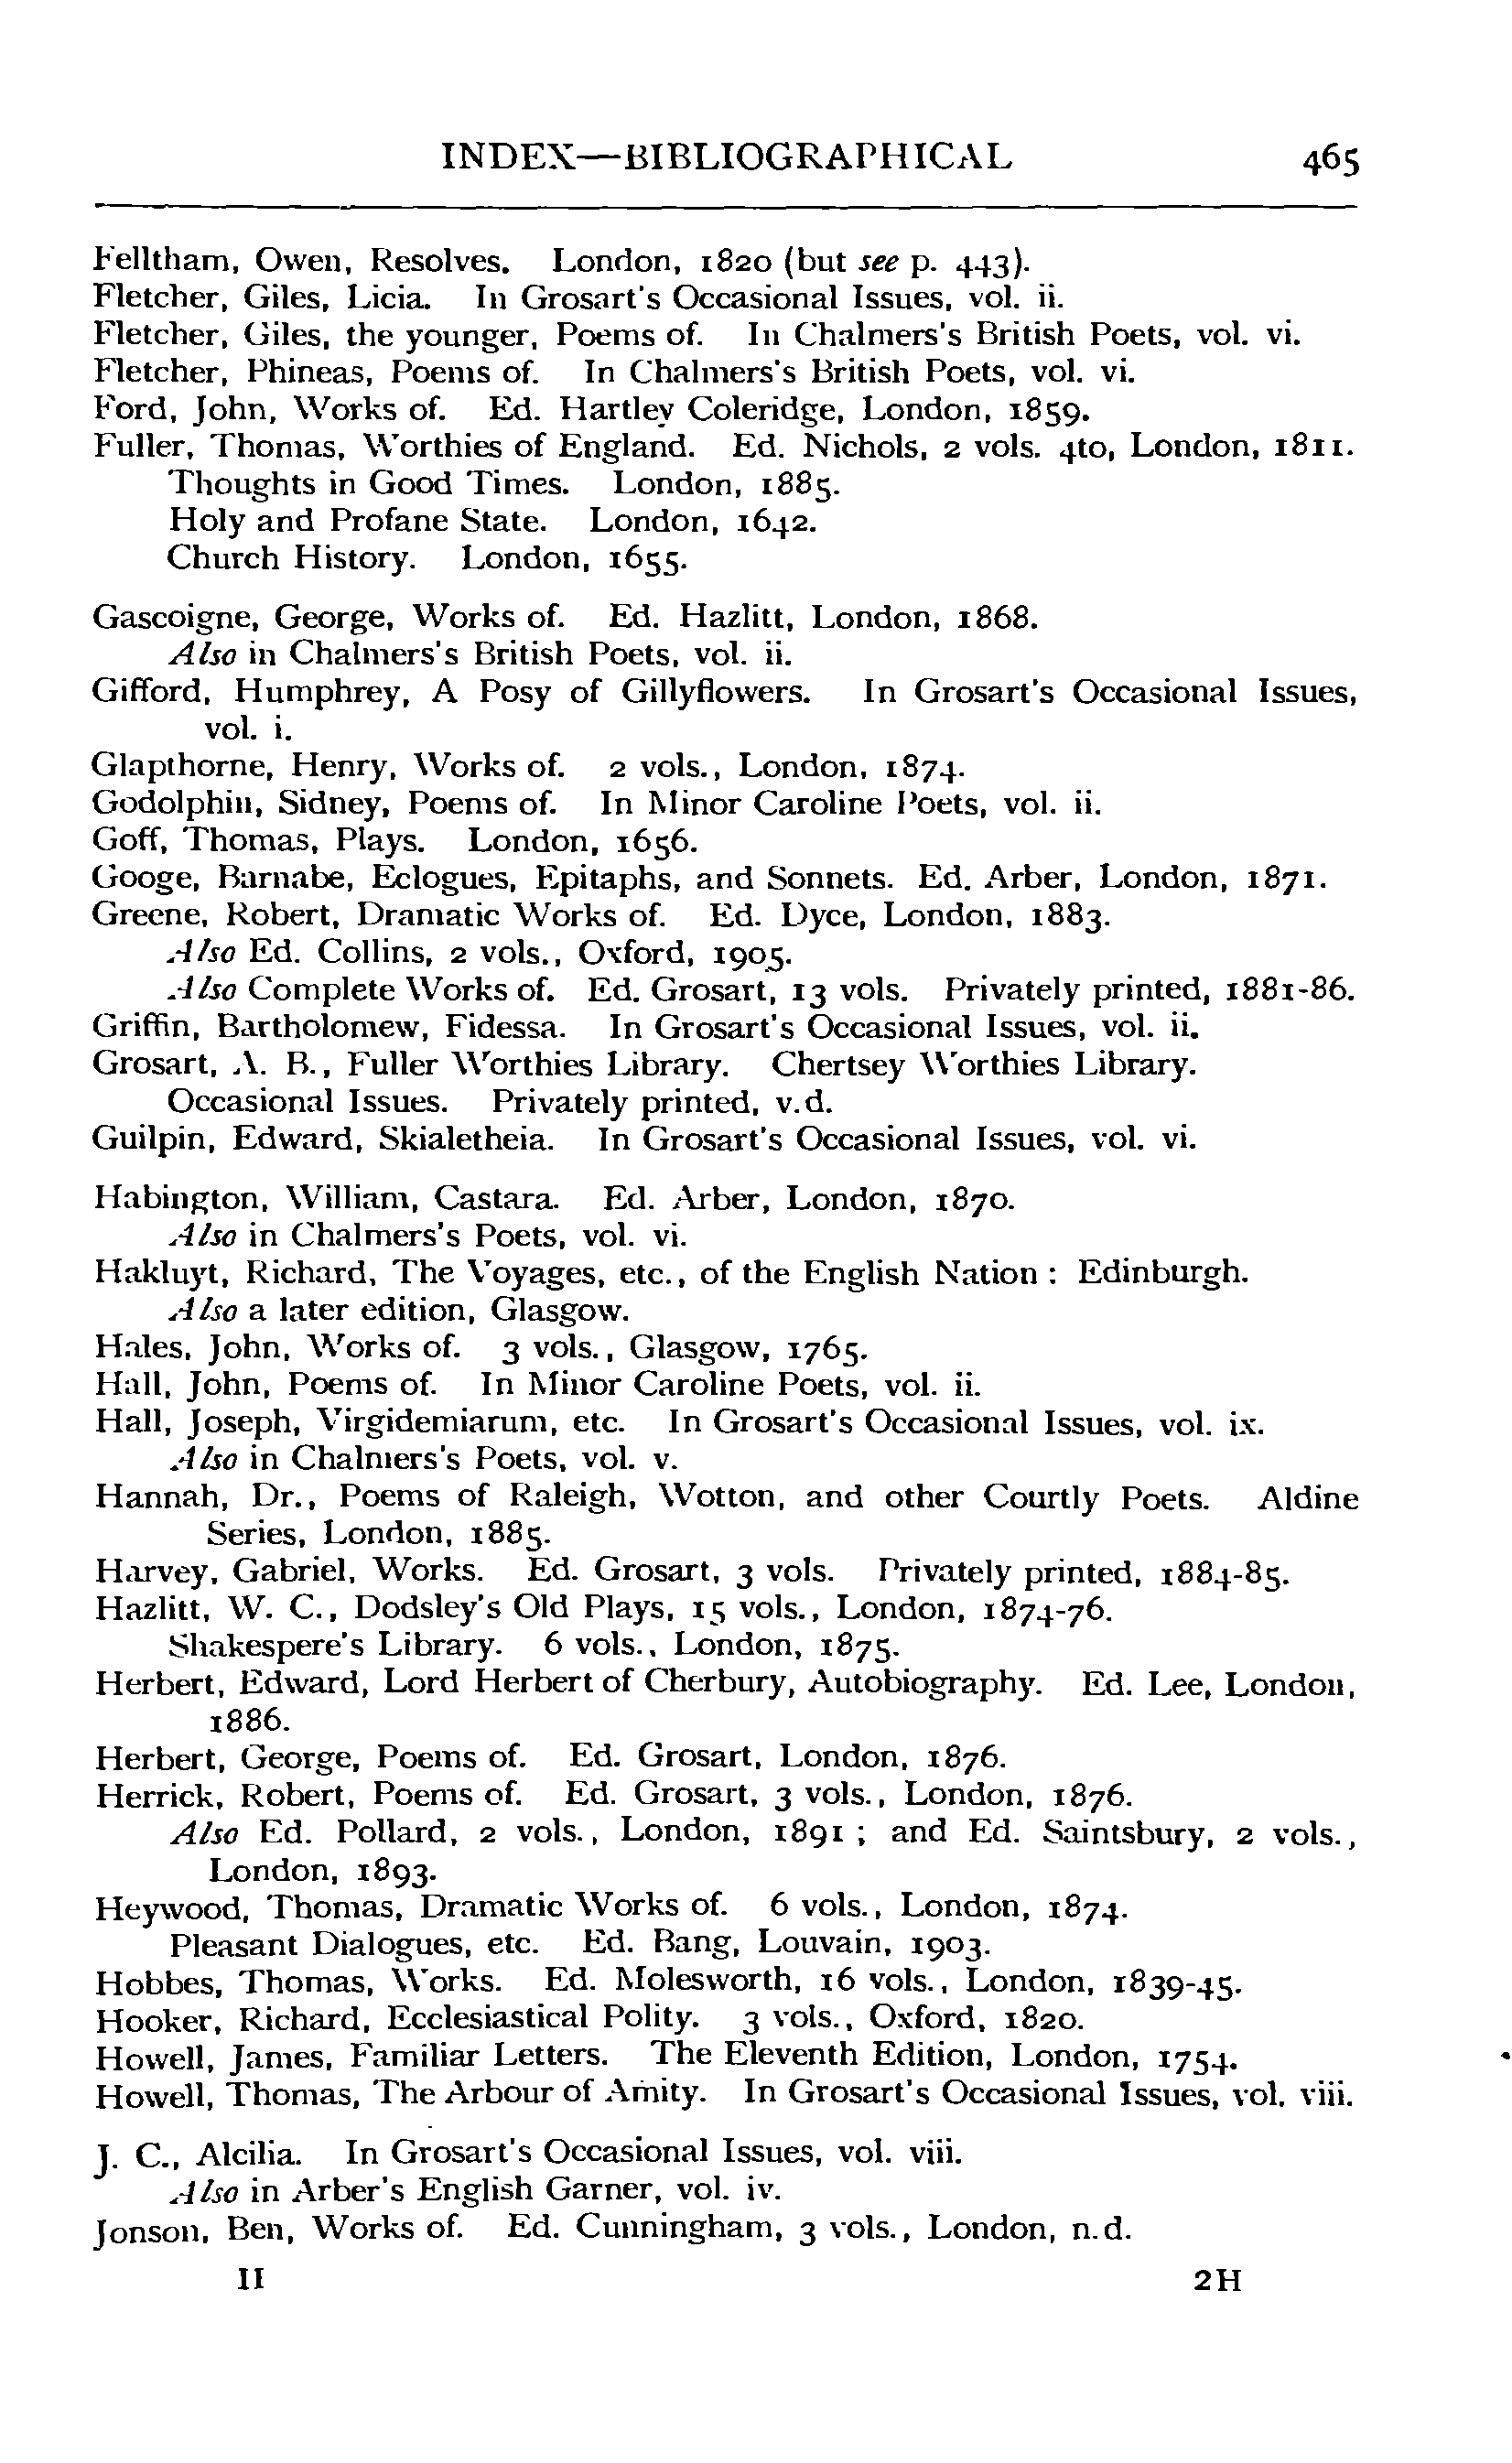 INDEX—BIBLIOGRAPHICAL 465
Felltham, Owen, Resolves. London, 1820 (but see p. 443).
Fletcher, Giles, Licia. In Grosart's Occasional Issues, vol. ii.
Fletcher, Giles, the younger, Poems of. In Chalmers's British Poets, vol. vi.
Fletcher, Phineas, Poems of. In Chalmers's British Poets, vol. vi.
Ford, John, Works of. Ed. Hartley Coleridge, London, 1859.
Fuller, Thomas, Worthies of England. Ed. Nichols, 2 vols. 4to, London, 1811.
Thoughts in Good Times. London, 1885.
Holy and Profane State. London, 1642.
Church History. London, 1655.
Gascoigne, George, Works of. Ed. Hazlitt, London, 1868.
Also in Chalmers's British Poets, vol. ii.
Gifford, Humphrey, A Posy of Gillyflowers. In Grosart's Occasional Issues,
vol. i.
Glapthorne, Henry, Works of. 2 vols., London, 1874.
Godolphin, Sidney, Poems of. In Minor Caroline Poets, vol. ii.
Goff, Thomas, Plays. London, 1656.
Googe, Barnabe, Eclogues, Epitaphs, and Sonnets. Ed. Arber, London, 1871.
Greene, Robert, Dramatic Works of. Ed. Dyce, London, 1883.
Also Ed. Collins, 2 vols., Oxford, 1905.
Also Complete Works of. Ed. Grosart, 13 vols. Privately printed, 1881-86.
Griffin, Bartholomew, Fidessa. In Grosart's Occasional Issues, vol. ii.
Grosart, A. B., Fuller Worthies Library. Chertsey Worthies Library.
Occasional Issues. Privately printed, v.d.
Guilpin, Edward, Skialetheia. In Grosart's Occasional Issues, vol. vi.
Habington, William, Castara. Ed. Arber, London, 1870.
Also in Chalmers's Poets, vol. vi.
Hakluyt, Richard, The Voyages, etc., of the English Nation : Edinburgh.
Also a later edition, Glasgow.
Hales, John, Works of. 3 vols., Glasgow, 1765.
Hall, John, Poems of. In Minor Caroline Poets, vol. ii.
Hall, Joseph, Virgidemiarum, etc. In Grosart's Occasional Issues, vol. ix.
Also in Chalmers's Poets, vol. v.
Hannah, Dr., Poems of Raleigh, Wotton, and other Courtly Poets. Aldine
Series, London, 1885.
Harvey, Gabriel, Works. Ed. Grosart, 3 vols. Privately printed, 1884-85.
Hazlitt, W. C., Dodsley's Old Plays, 15 vols., London, 1874-76.
Shakespere's Library. 6 vols., London, 1875.
Herbert, Edward, Lord Herbert of Cherbury, Autobiography. Ed. Lee, London,
1886.
Herbert, George, Poems of. Ed. Grosart, London, 1876.
Herrick, Robert, Poems of. Ed. Grosart, 3 vols., London, 1876.
Also Ed. Pollard, 2 vols., London, 1891 ; and Ed. Saintsbury, 2 vols.,
London, 1893.
Heywood, Thomas, Dramatic Works of. 6 vols., London, 1874.
Pleasant Dialogues, etc. Ed. Bang, Louvain, 1903.
Hobbes, Thomas, Works. Ed. Molesworth, 16 vols., London, 1839-45.
Hooker, Richard, Ecclesiastical Polity. 3 vols., Oxford, 1820.
Howell, James, Familiar Letters. The Eleventh Edition, London, 1754.
Howell, Thomas, The Arbour of Amity. In Grosart's Occasional Issues, vol. viii.
J. C., Alcilia. In Grosart's Occasional Issues, vol. viii.
Also in Arber's English Garner, vol. iv.
Jonson, Ben, Works of. Ed. Cunningham, 3 vols., London, n.d.
II 2H